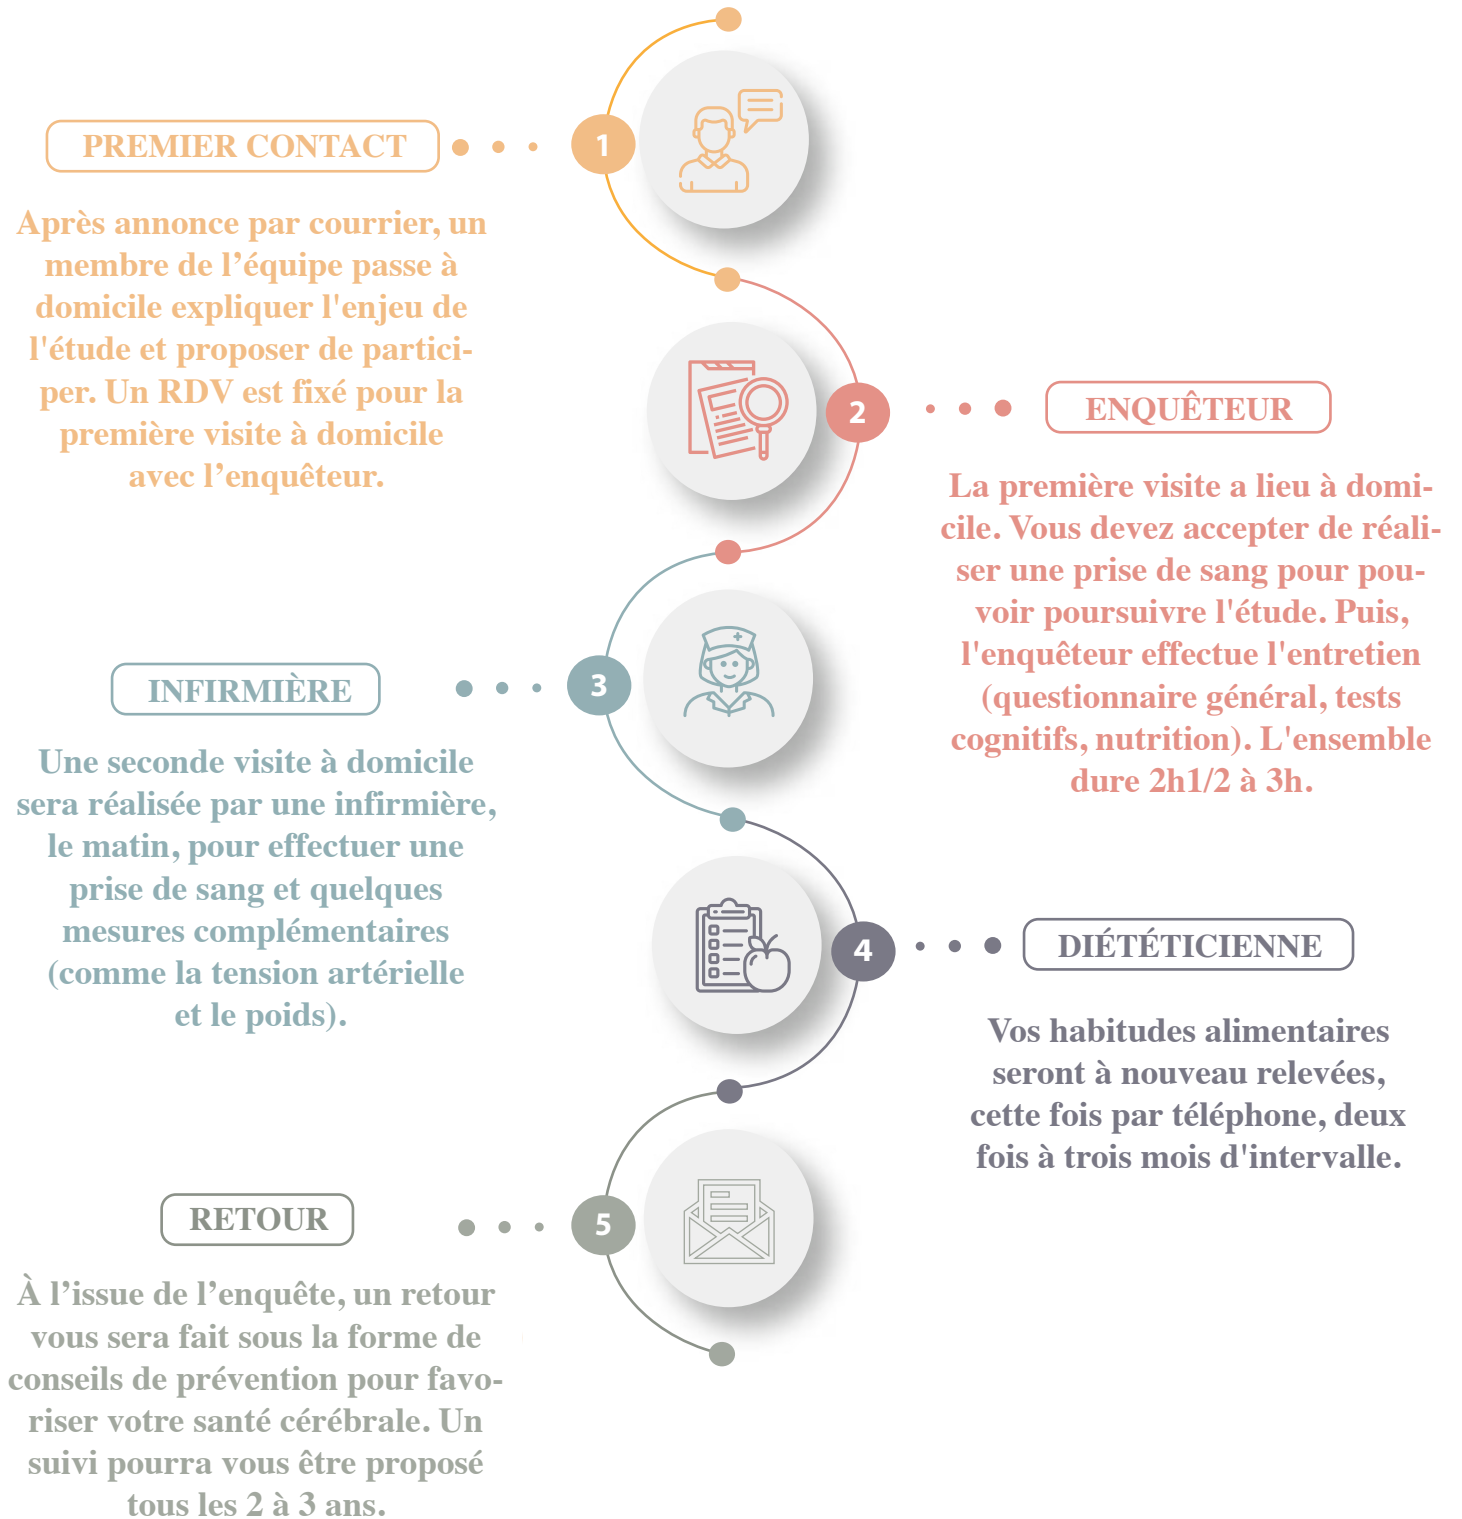 PREMIER CONTACT
1
Après annonce par courrier, un
membre de l’équipe passe à
domicile expliquer l'enjeu de
l'étude et proposer de partici-
per. Un RDV est fixé pour la
première visite à domicile
avec l’enquêteur.
2
ENQUÊTEUR
La première visite a lieu à domi-
cile. Vous devez accepter de réali-
ser une prise de sang pour pou-
voir poursuivre l'étude. Puis,
l'enquêteur effectue l'entretien
(questionnaire général, tests
cognitifs, nutrition). L'ensemble
dure 2h1/2 à 3h.
INFIRMIÈRE
3
Une seconde visite à domicile
sera réalisée par une infirmière,
le matin, pour effectuer une
prise de sang et quelques
mesures complémentaires
(comme la tension artérielle
et le poids).
4
DIÉTÉTICIENNE
Vos habitudes alimentaires
seront à nouveau relevées,
cette fois par téléphone, deux
fois à trois mois d'intervalle.
RETOUR
5
À l’issue de l’enquête, un retour
vous sera fait sous la forme de
conseils de prévention pour favo-
riser votre santé cérébrale. Un
suivi pourra vous être proposé
tous les 2 à 3 ans.